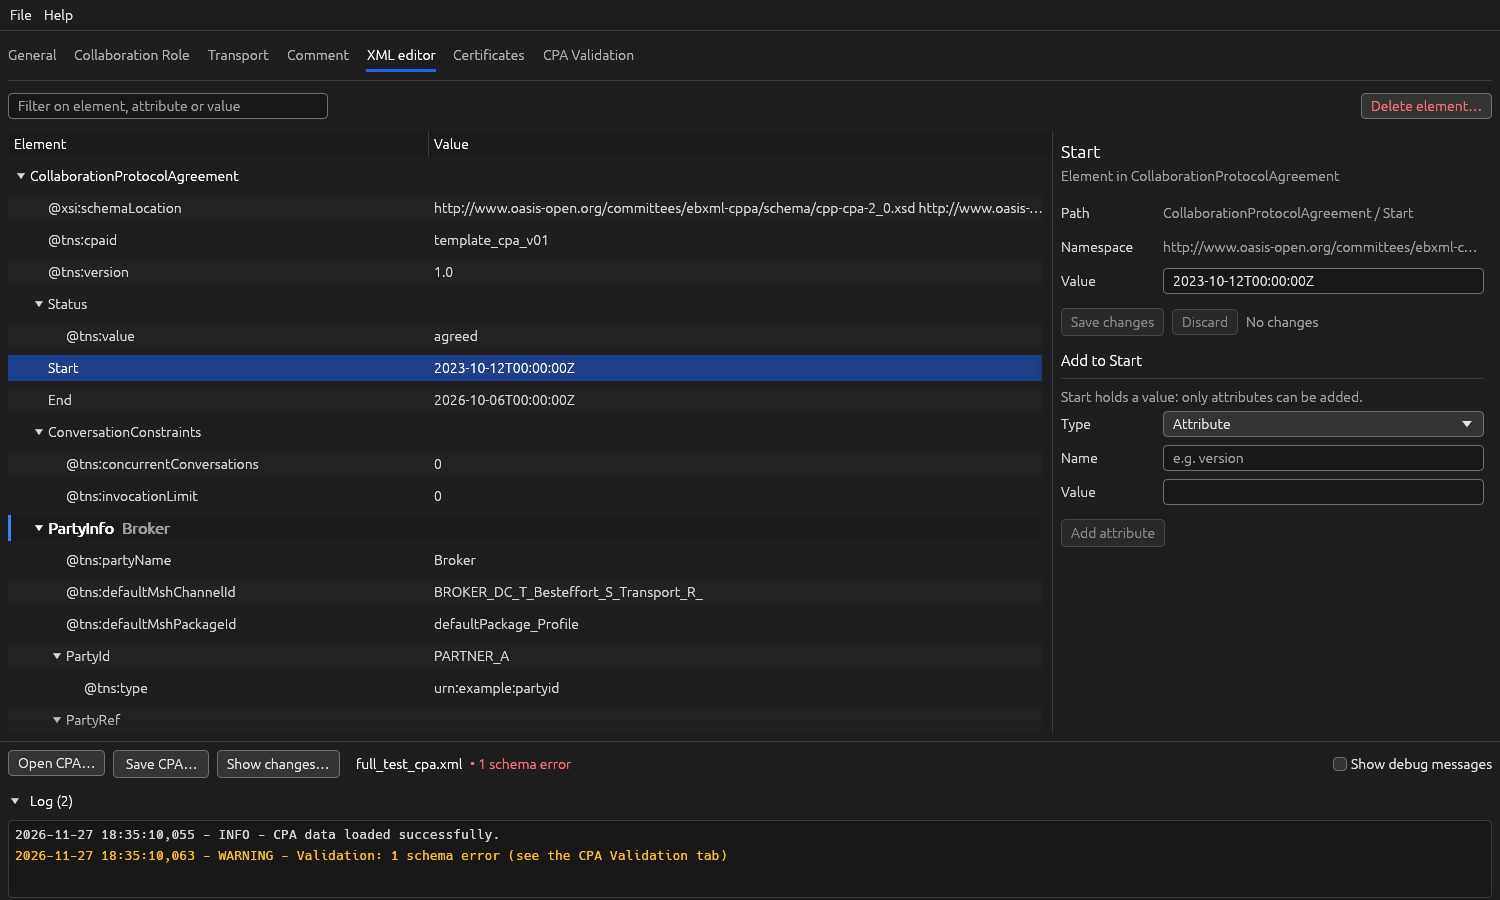 File Help
General Collaboration Role Transport Comment XML editor Certificates CPA Validation
Filter on element, attribute or value Delete element...
Element Value
CollaborationProtocolAgreement
@xsi:schemaLocation http://www.oasis-open.org/committees/ebxml-cppa/schema/cpp-cpa-2_0.xsd http://www.oasis-...
@tns:cpaid template_cpa_v01
@tns:version 1.0
Status
@tns:value agreed
Start 2023-10-12T00:00:00Z
End 2026-10-06T00:00:00Z
ConversationConstraints
@tns:concurrentConversations 0
@tns:invocationLimit 0
PartyInfo Broker
@tns:partyName Broker
@tns:defaultMshChannelId BROKER_DC_T_Besteffort_S_Transport_R_
@tns:defaultMshPackageId defaultPackage_Profile
PartyId PARTNER_A
@tns:type urn:example:partyid
PartyRef
Start
Element in CollaborationProtocolAgreement
Path CollaborationProtocolAgreement / Start
Namespace http://www.oasis-open.org/committees/ebxml-c...
Value 2023-10-12T00:00:00Z
Save changes Discard No changes
Add to Start
Start holds a value: only attributes can be added.
Type Attribute
Name e.g. version
Value
Add attribute
Open CPA... Save CPA... Show changes... full_test_cpa.xml • 1 schema error Show debug messages
Log (2)
2026-11-27 18:35:10,055 - INFO - CPA data loaded successfully.
2026-11-27 18:35:10,063 - WARNING - Validation: 1 schema error (see the CPA Validation tab)